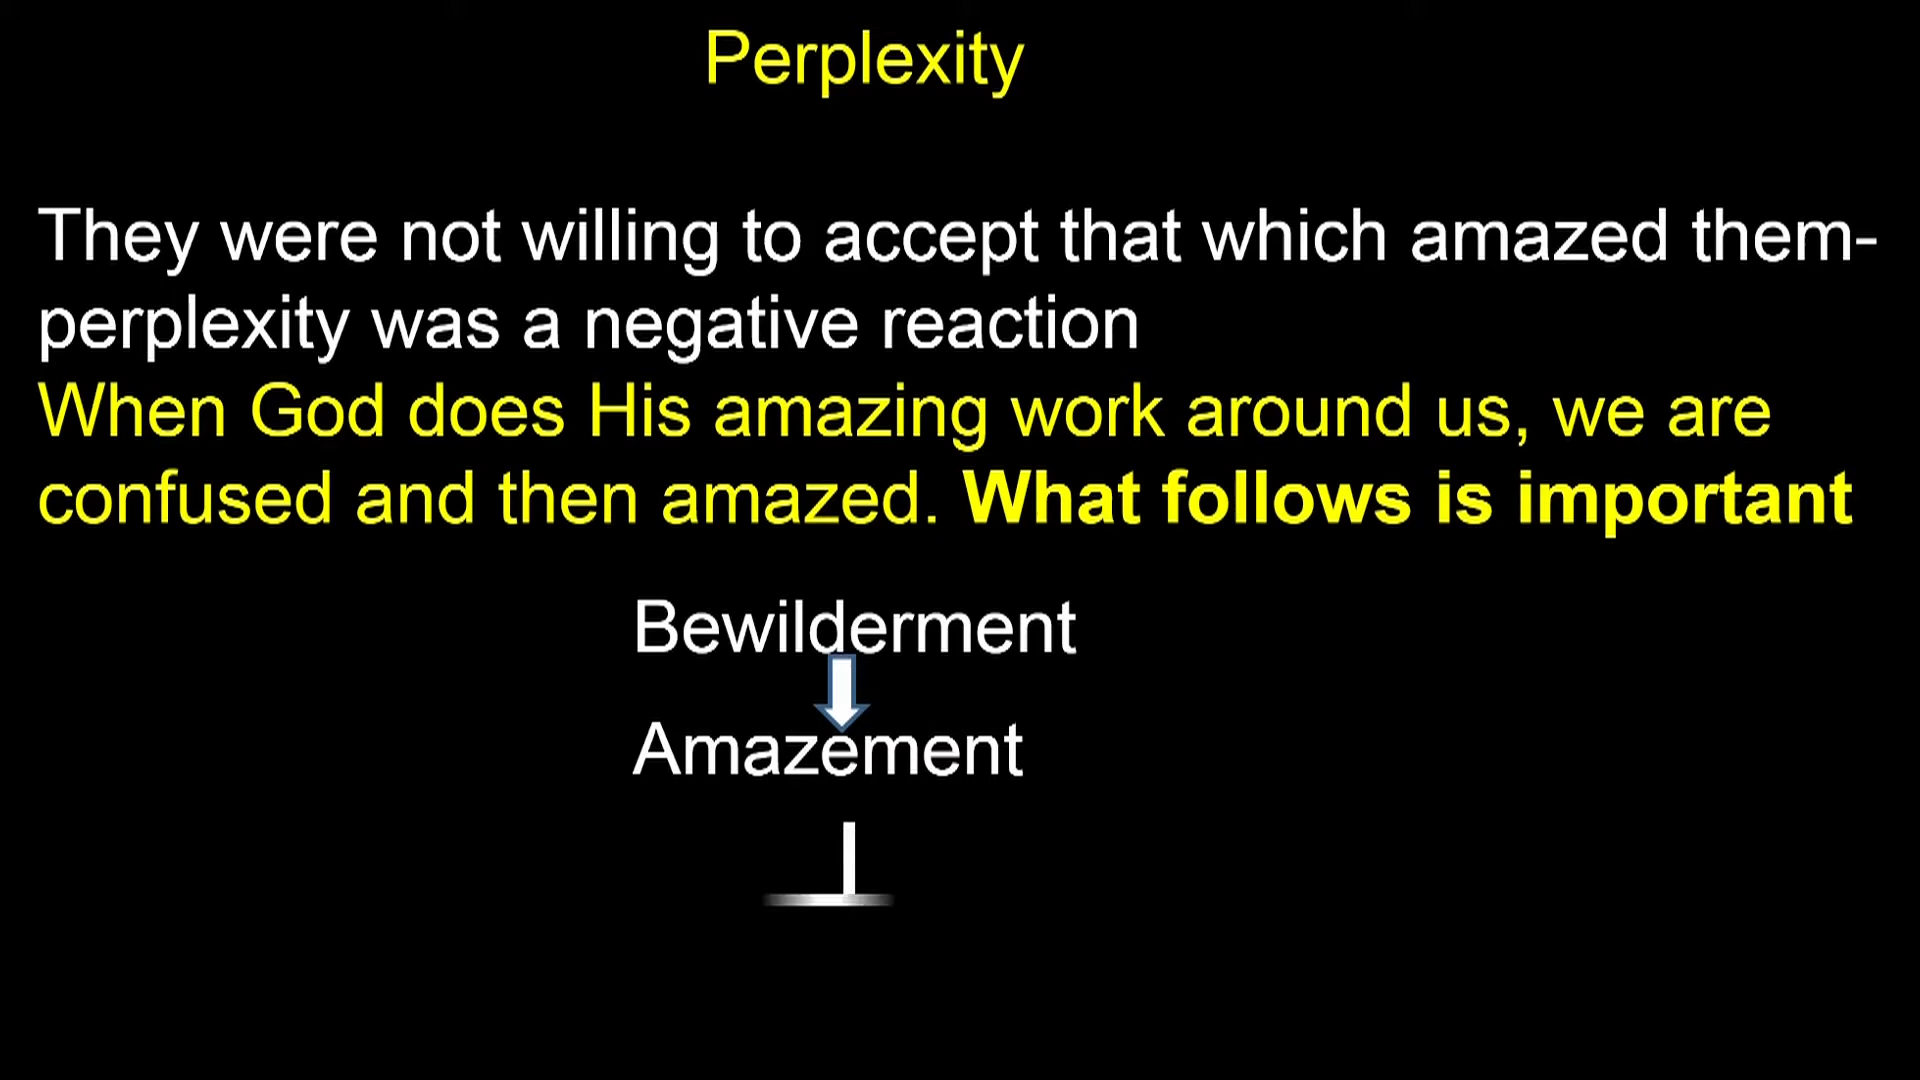 Perplexity
They were not willing to accept that which amazed them-
perplexity was a negative reaction
When God does His amazing work around us, we are
confused and then amazed. What follows is important
Bewilderment
Amazement